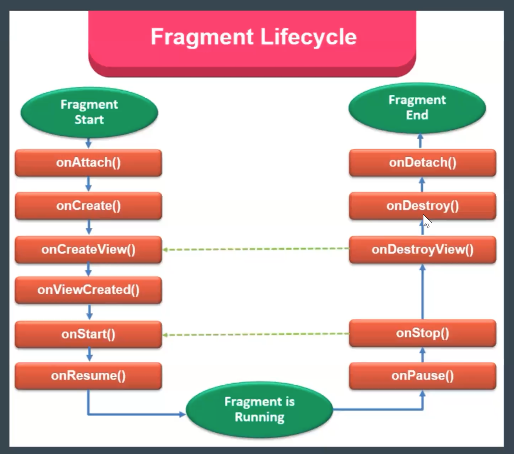 Fragment Lifecycle
Fragment
Start
onAttach()
onCreate()
onCreateView()
onViewCreated()
onStart()
onResume()
Fragment is
Running
Fragment
End
onDetach()
onDestroy()
onDestroyView()
onStop()
onPause()